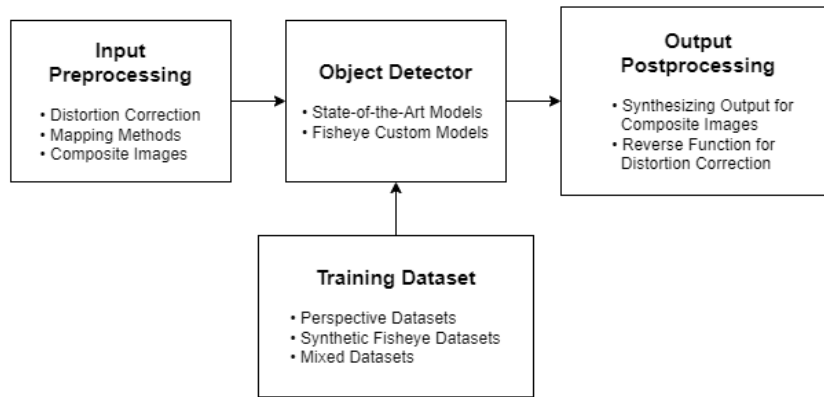 Input
Preprocessing
• Distortion Correction
• Mapping Methods
• Composite Images
Object Detector
• State-of-the-Art Models
• Fisheye Custom Models
Output
Postprocessing
• Synthesizing Output for
Composite Images
• Reverse Function for
Distortion Correction
Training Dataset
• Perspective Datasets
• Synthetic Fisheye Datasets
• Mixed Datasets